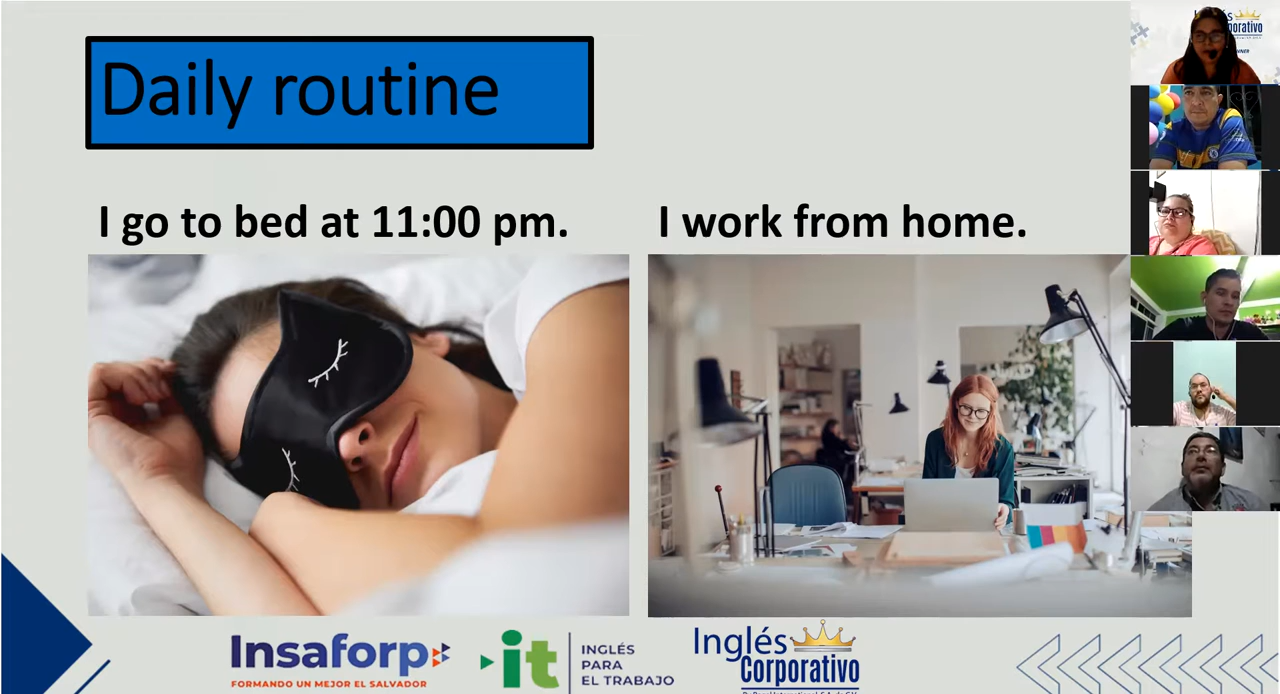 Daily routine
I go to bed at 11:00 pm.
I work from home.
Insaforp
FORMANDO UN MEJOR EL SALVADOR
it
INGLÉS
PARA
EL TRABAJO
Inglés
Corporativo